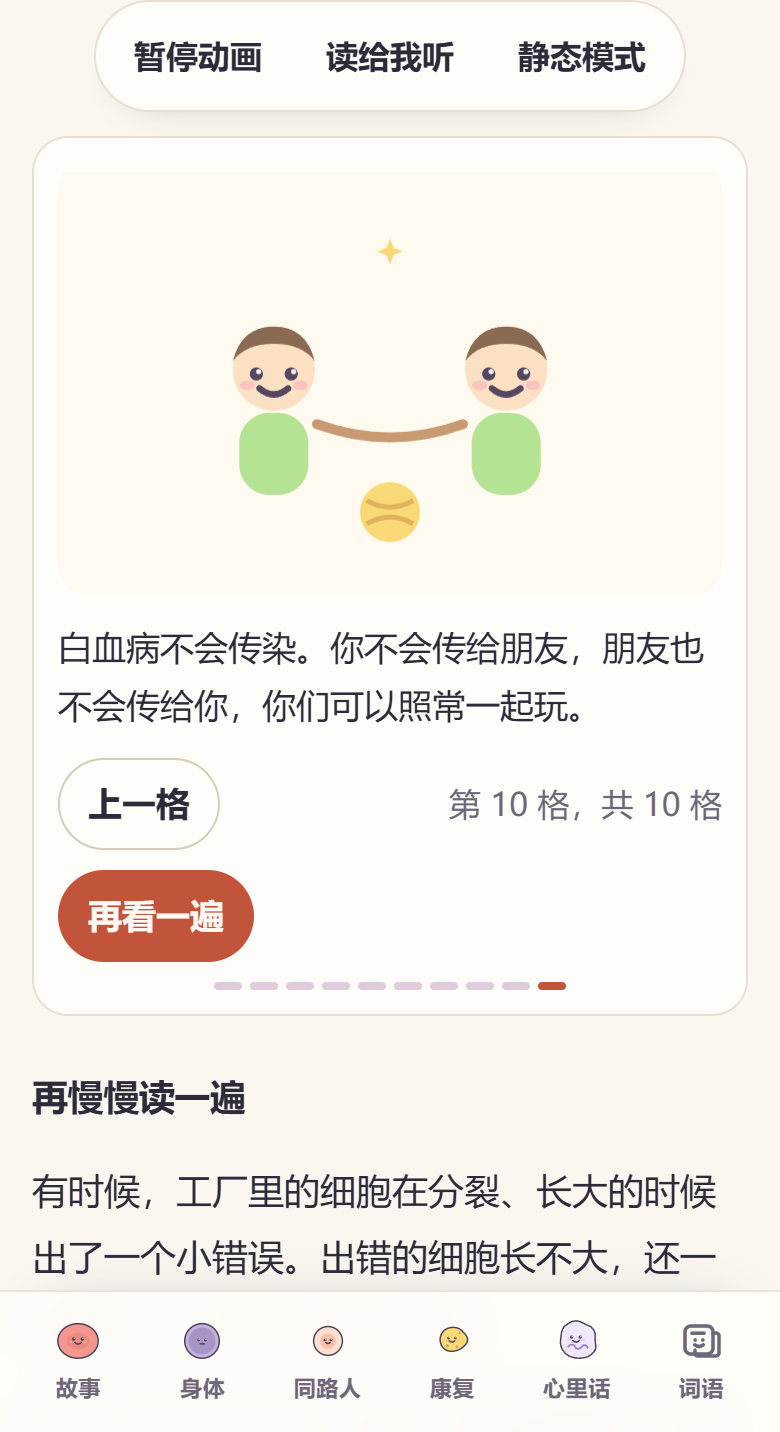 暂停动画 读给我听 静态模式
白血病不会传染。你不会传给朋友，朋友也
不会传给你，你们可以照常一起玩。
上一格 第 10 格，共 10 格
再看一遍
再慢慢读一遍
有时候，工厂里的细胞在分裂、长大的时候
出了一个小错误。出错的细胞长不大，还一
故事 身体 同路人 康复 心里话 词语